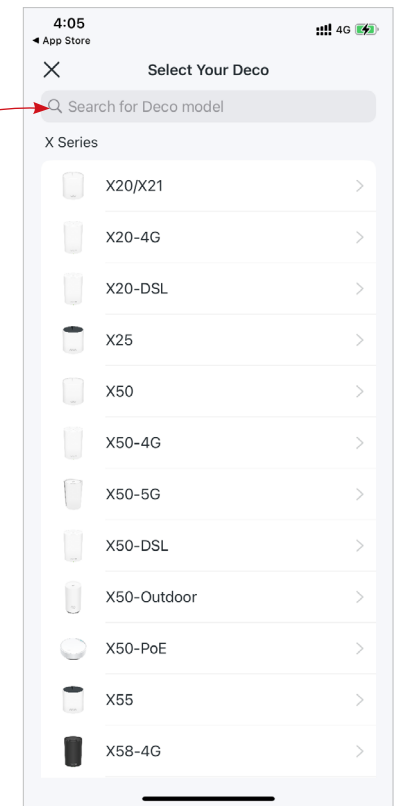 4:05
4G
App Store
Select Your Deco
Search for Deco model
X Series
X20/X21
X20-4G
X20-DSL
X25
X50
X50-4G
X50-5G
X50-DSL
X50-Outdoor
X50-PoE
X55
X58-4G